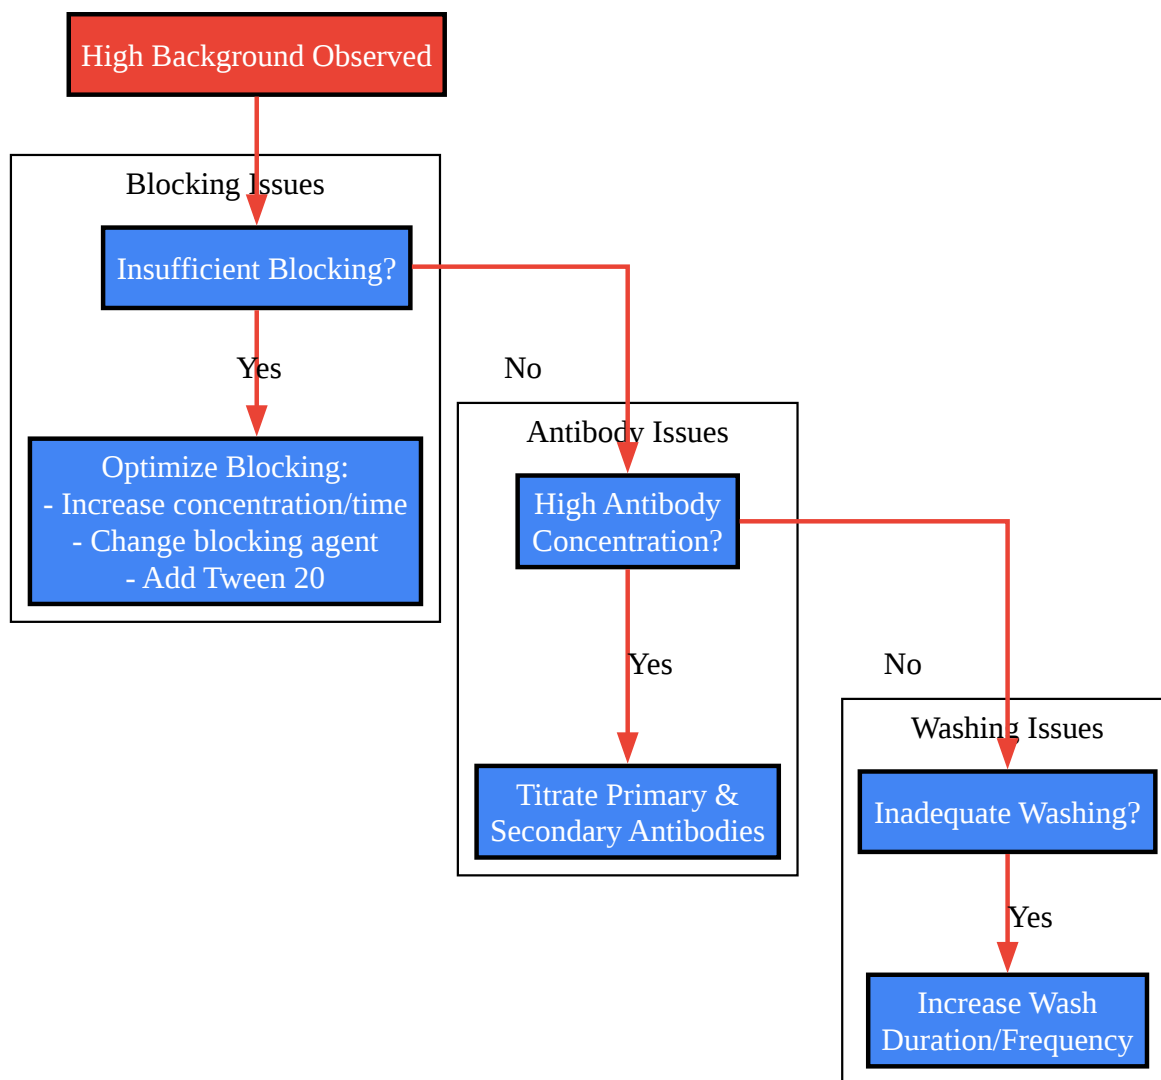 High Background Observed
Blocking Issues
Insufficient Blocking?
Yes
No
Optimize Blocking:
- Increase concentration/time
- Change blocking agent
- Add Tween 20
Antibody Issues
High Antibody
Concentration?
Yes
No
Titrate Primary &
Secondary Antibodies
Washing Issues
Inadequate Washing?
Yes
Increase Wash
Duration/Frequency